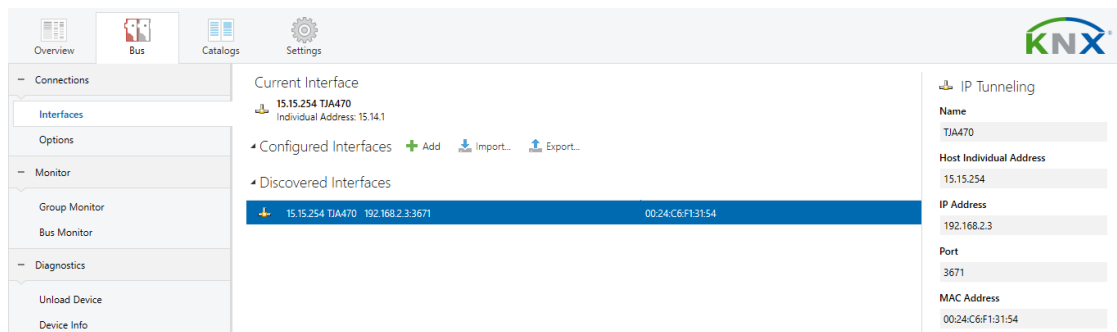 Overview Bus Catalogs Settings
KNX
− Connections
Interfaces
Options
− Monitor
Group Monitor
Bus Monitor
− Diagnostics
Unload Device
Device Info
Current Interface
15.15.254 TJA470
Individual Address: 15.14.1
Configured Interfaces Add Import... Export...
Discovered Interfaces
15.15.254 TJA470 192.168.2.3:3671 00:24:C6:F1:31:54
IP Tunneling
Name
TJA470
Host Individual Address
15.15.254
IP Address
192.168.2.3
Port
3671
MAC Address
00:24:C6:F1:31:54